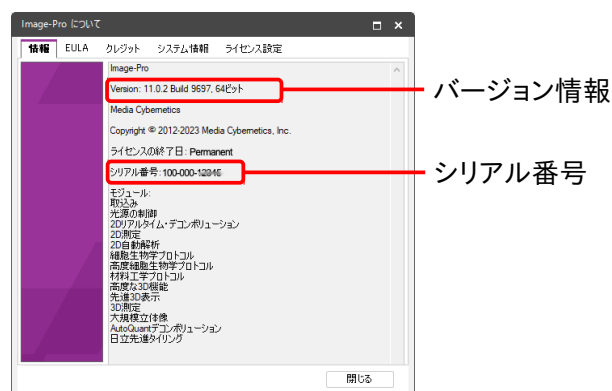 Image-Pro について
情報 EULA クレジット システム情報 ライセンス設定
Image-Pro
Version: 11.0.2 Build 9697, 64ビット
バージョン情報
Media Cybernetics
Copyright © 2012-2023 Media Cybernetics, Inc.
ライセンスの終了日: Permanent
シリアル番号: 100-000-12345
シリアル番号
モジュール:
取込み
光源の制御
2Dリアルタイム・デコンボリューション
2D測定
2D自動解析
細胞生物学プロトコル
高度細胞生物学プロトコル
材料工学プロトコル
高度な3D機能
先進3D表示
3D測定
大規模立体像
AutoQuantデコンボリューション
日立先進タイリング
閉じる